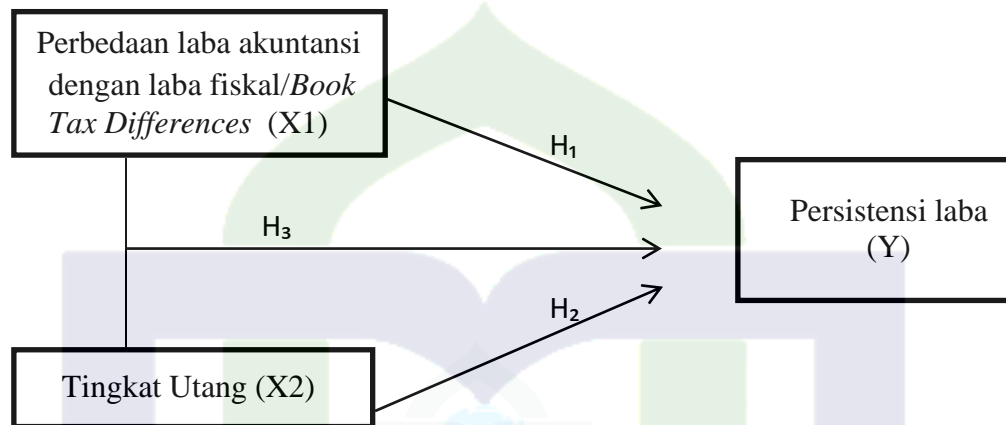 Perbedaan laba akuntansi
dengan laba fiskal/Book
Tax Differences (X1)
H₁
Persistensi laba
(Y)
H₃
H₂
Tingkat Utang (X2)